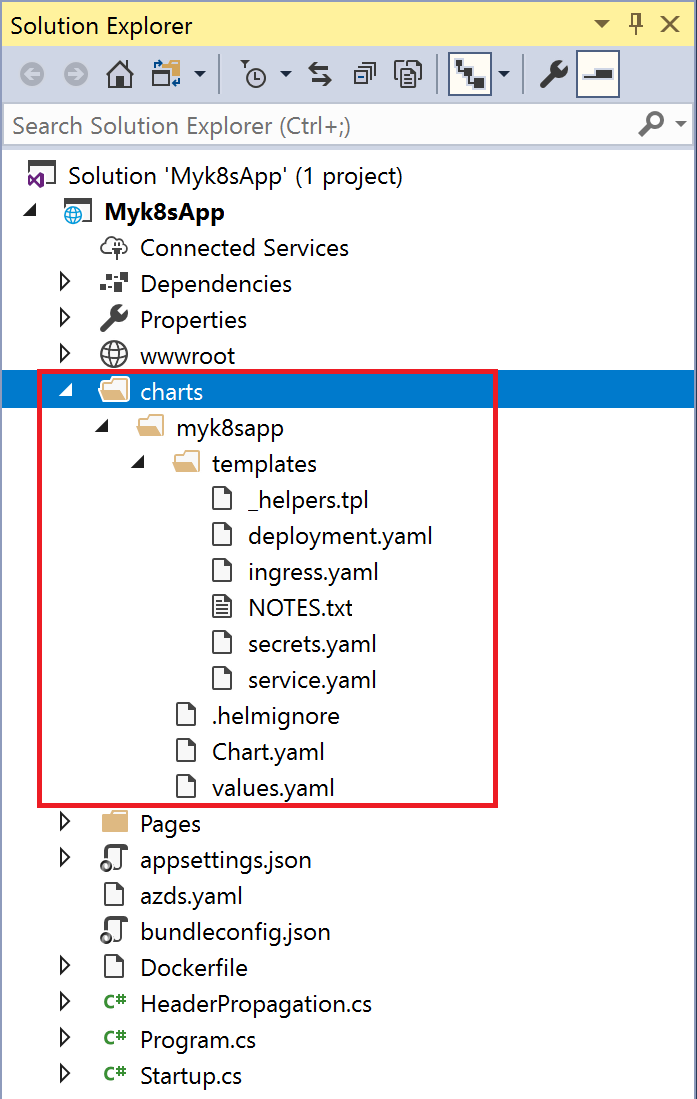 Solution Explorer
Search Solution Explorer (Ctrl+;)
Solution 'Myk8sApp' (1 project)
Myk8sApp
Connected Services
Dependencies
Properties
wwwroot
charts
myk8sapp
templates
_helpers.tpl
deployment.yaml
ingress.yaml
NOTES.txt
secrets.yaml
service.yaml
.helmignore
Chart.yaml
values.yaml
Pages
appsettings.json
azds.yaml
bundleconfig.json
Dockerfile
C# HeaderPropagation.cs
C# Program.cs
C# Startup.cs